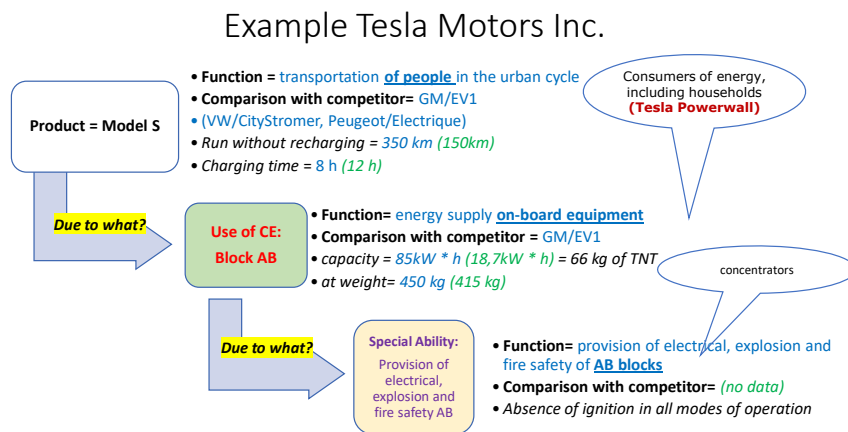 Example Tesla Motors Inc.
Product = Model S
• Function = transportation of people in the urban cycle
• Comparison with competitor= GM/EV1
• (VW/CityStromer, Peugeot/Electrique)
• Run without recharging = 350 km (150km)
• Charging time = 8 h (12 h)
Consumers of energy,
including households
(Tesla Powerwall)
Due to what?
Use of CE:
Block AB
• Function= energy supply on-board equipment
• Comparison with competitor = GM/EV1
• capacity = 85kW * h (18,7kW * h) = 66 kg of TNT
• at weight= 450 kg (415 kg)
concentrators
Due to what?
Special Ability:
Provision of
electrical,
explosion and
fire safety AB
• Function= provision of electrical, explosion and
fire safety of AB blocks
• Comparison with competitor= (no data)
• Absence of ignition in all modes of operation